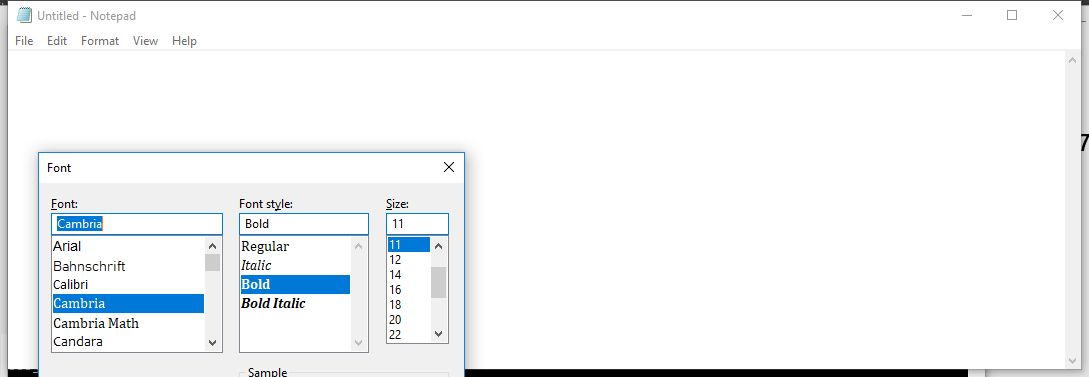 Untitled - Notepad
File Edit Format View Help
7
Font
Font: Font style: Size:
Cambria Bold 11
Arial Regular 11
Bahnschrift Italic 12
Calibri Bold 14
Cambria Bold Italic 16
Cambria Math 18
Candara 20
22
Sample